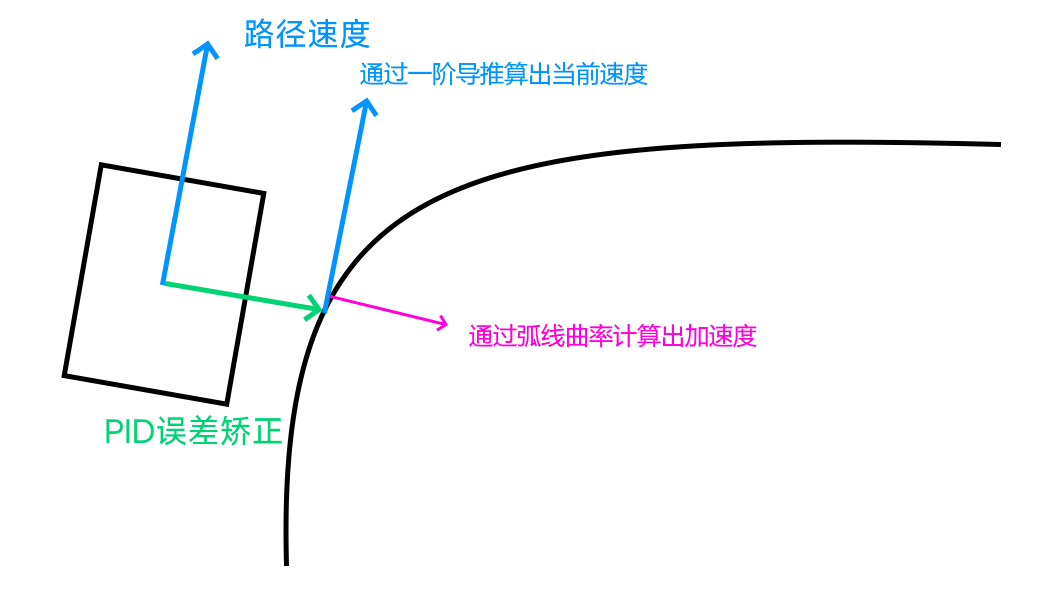 路径速度
通过一阶导推算出当前速度
通过弧线曲率计算出加速度
PID误差矫正